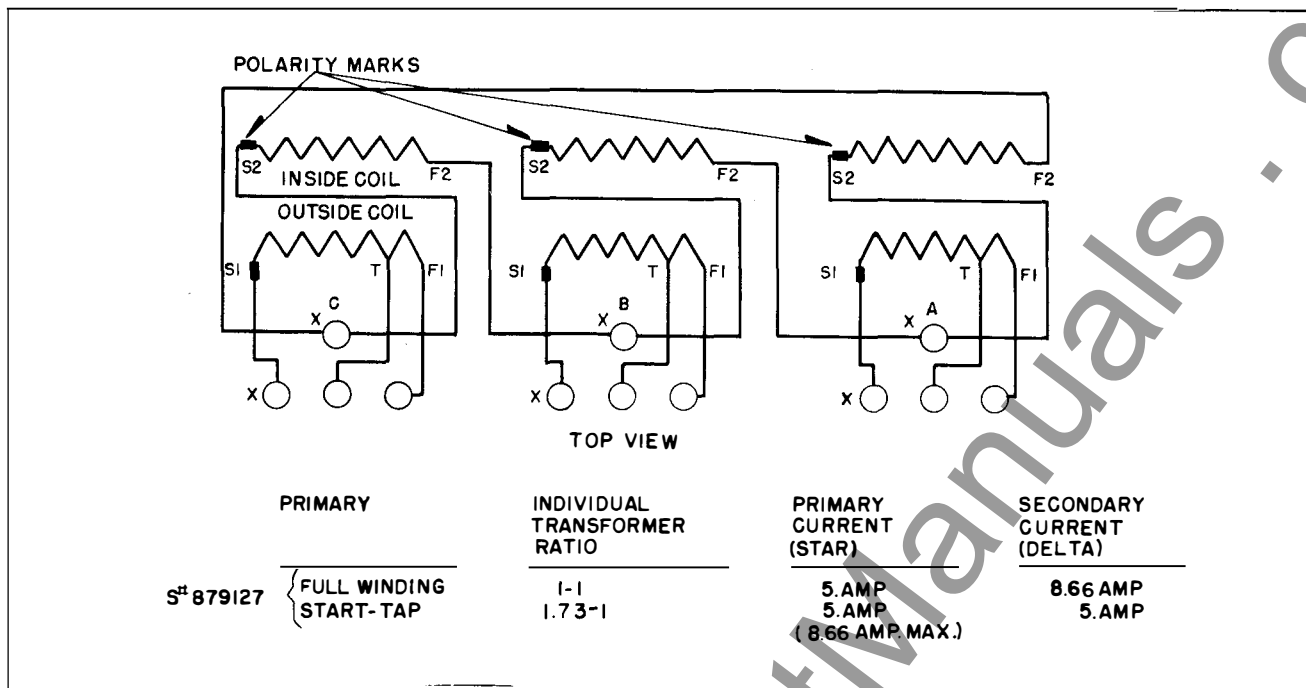 POLARITY MARKS
S2 F2 S2 F2 S2 F2
INSIDE COIL
OUTSIDE COIL
S1 T F1 S1 T F1 S1 T F1
X C X B X A
X X X
TOP VIEW
PRIMARY
INDIVIDUAL
TRANSFORMER
RATIO
PRIMARY
CURRENT
(STAR)
SECONDARY
CURRENT
(DELTA)
S# 879127
FULL WINDING 1-1 5.AMP 8.66 AMP
START-TAP 1.73-1 5.AMP 5.AMP
(8.66 AMP. MAX.)
tManuals . c